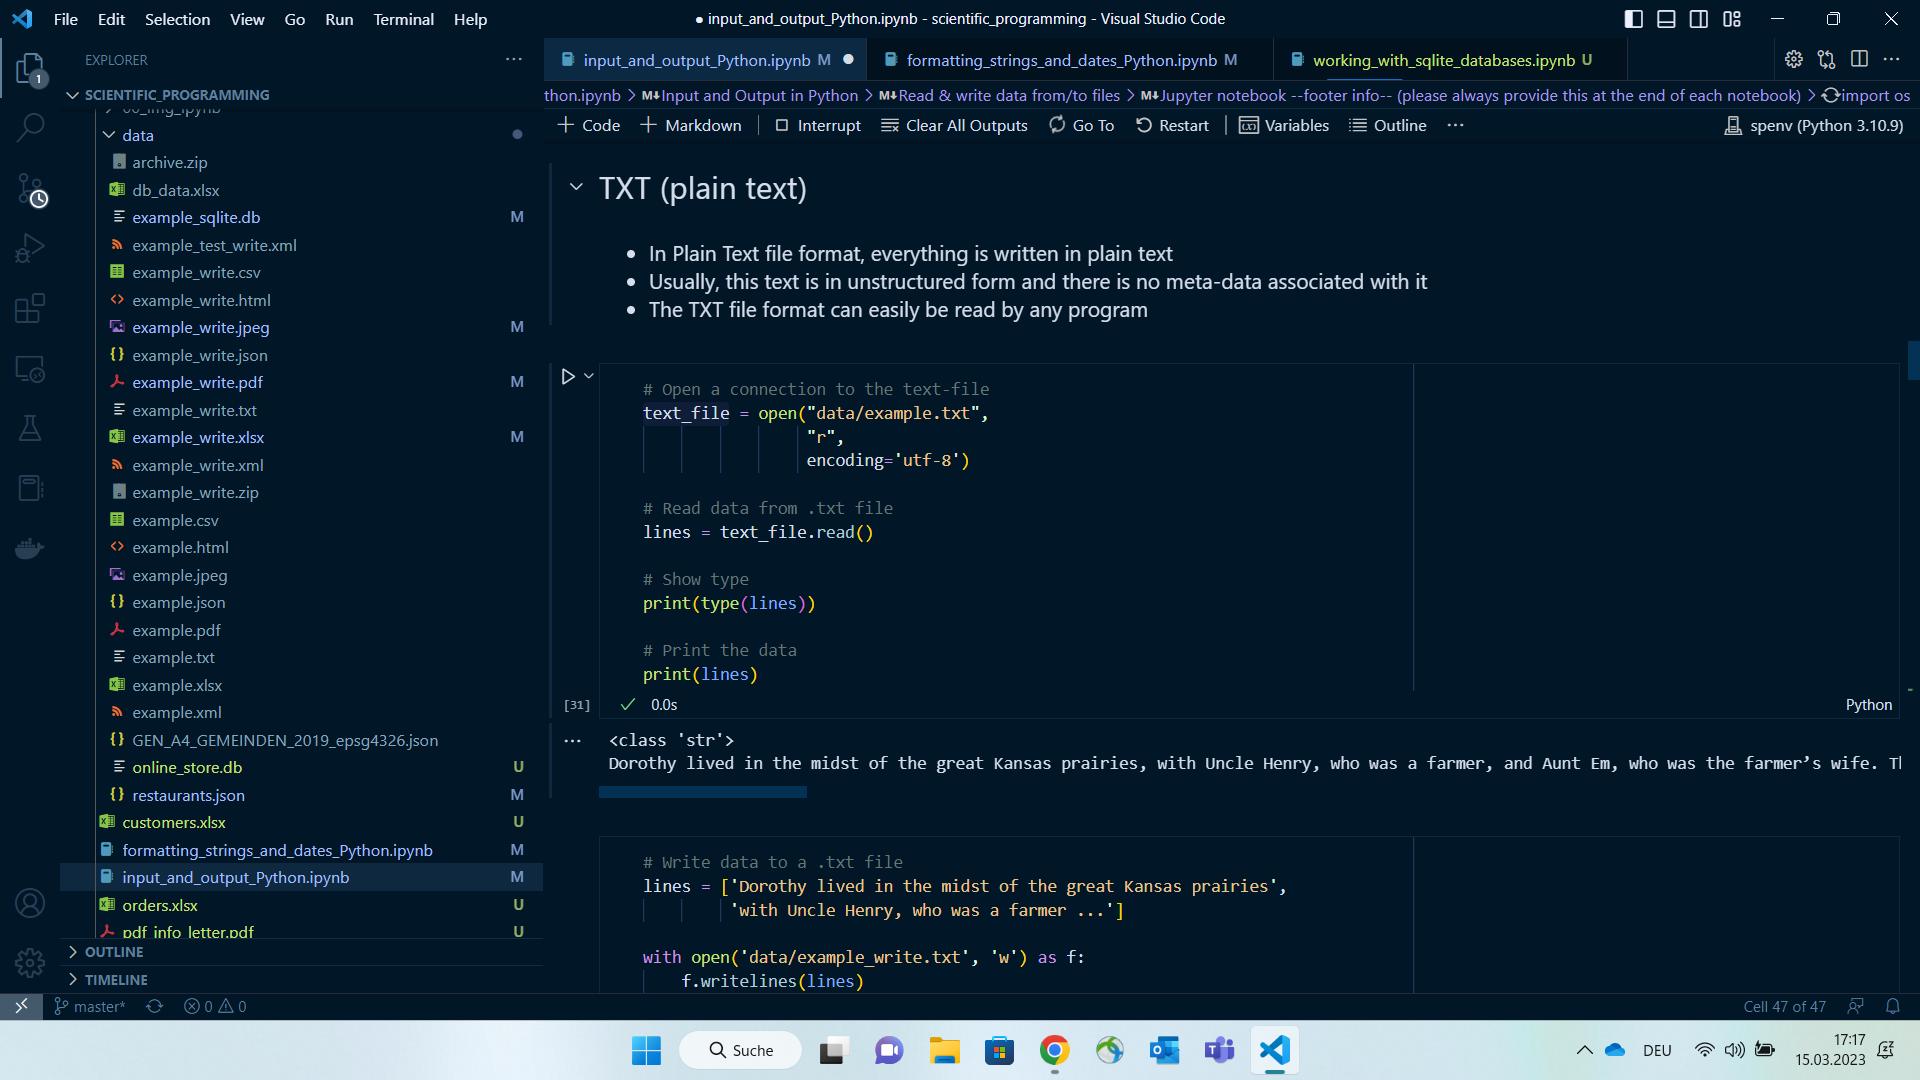 File Edit Selection View Go Run Terminal Help
● input_and_output_Python.ipynb - scientific_programming - Visual Studio Code
EXPLORER
SCIENTIFIC_PROGRAMMING
data
archive.zip
db_data.xlsx
example_sqlite.db M
example_test_write.xml
example_write.csv
example_write.html
example_write.jpeg M
example_write.json
example_write.pdf M
example_write.txt
example_write.xlsx M
example_write.xml
example_write.zip
example.csv
example.html
example.jpeg
example.json
example.pdf
example.txt
example.xlsx
example.xml
GEN_A4_GEMEINDEN_2019_epsg4326.json
online_store.db U
restaurants.json M
customers.xlsx U
formatting_strings_and_dates_Python.ipynb M
input_and_output_Python.ipynb M
orders.xlsx U
pdf_info_letter.pdf U
OUTLINE
TIMELINE
1
input_and_output_Python.ipynb M
formatting_strings_and_dates_Python.ipynb M
working_with_sqlite_databases.ipynb U
thon.ipynb > M↓Input and Output in Python > M↓Read & write data from/to files > M↓Jupyter notebook --footer info-- (please always provide this at the end of each notebook) > import os
+ Code + Markdown Interrupt Clear All Outputs Go To Restart Variables Outline ...
spenv (Python 3.10.9)
TXT (plain text)
• In Plain Text file format, everything is written in plain text
• Usually, this text is in unstructured form and there is no meta-data associated with it
• The TXT file format can easily be read by any program
# Open a connection to the text-file
text_file = open("data/example.txt",
"r",
encoding='utf-8')
# Read data from .txt file
lines = text_file.read()
# Show type
print(type(lines))
# Print the data
print(lines)
[31] 0.0s
Python
<class 'str'>
Dorothy lived in the midst of the great Kansas prairies, with Uncle Henry, who was a farmer, and Aunt Em, who was the farmer’s wife.
# Write data to a .txt file
lines = ['Dorothy lived in the midst of the great Kansas prairies',
'with Uncle Henry, who was a farmer ...']
with open('data/example_write.txt', 'w') as f:
f.writelines(lines)
master* 0 0
Cell 47 of 47
Suche
DEU
17:17
15.03.2023